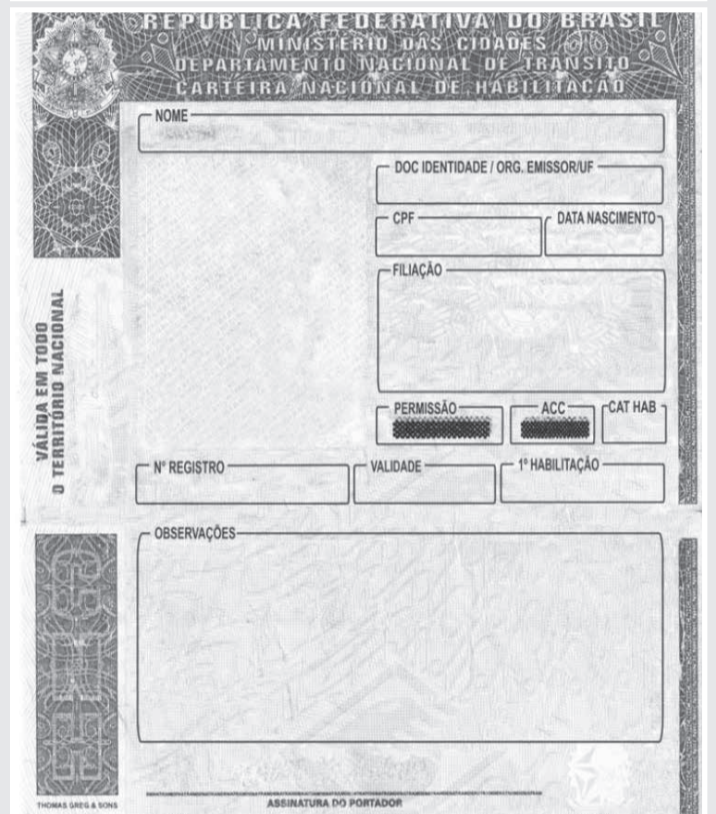 REPÚBLICA FEDERATIVA DO BRASIL
MINISTÉRIO DAS CIDADES
DEPARTAMENTO NACIONAL DE TRÂNSITO
CARTEIRA NACIONAL DE HABILITAÇÃO
NOME
DOC IDENTIDADE / ORG. EMISSOR/UF
CPF
DATA NASCIMENTO
FILIAÇÃO
PERMISSÃO
ACC
CAT HAB
Nº REGISTRO
VALIDADE
1ª HABILITAÇÃO
VÁLIDA EM TODO
O TERRITÓRIO NACIONAL
OBSERVAÇÕES
THOMAS GREG & SONS
ASSINATURA DO PORTADOR